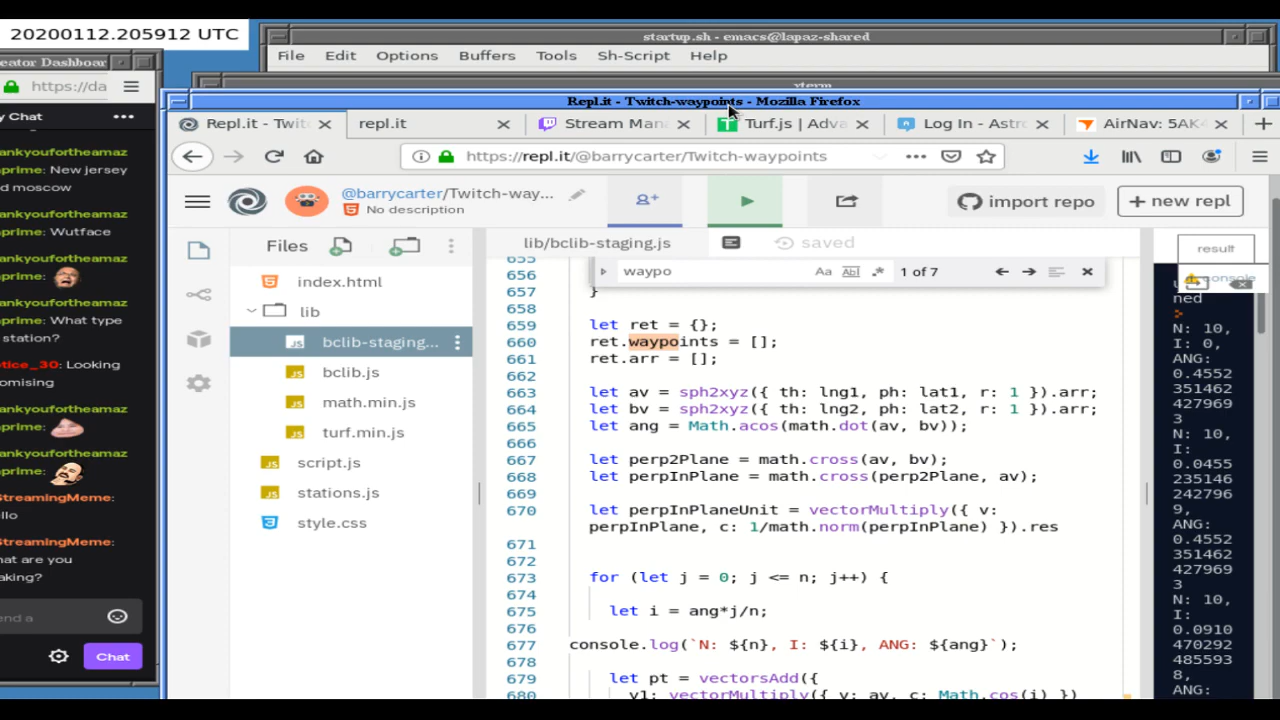 20200112.205912 UTC
startup.sh - emacs@lapaz-shared
File Edit Options Buffers Tools Sh-Script Help
eator Dashboar
https://da
y Chat
•••
ankyoufortheamaz
prime: New jersey
d moscow
ankyoufortheamaz
prime: Wutface
ankyoufortheamaz
prime:
ankyoufortheamaz
prime: What type
station?
tice_30: Looking
omising
ankyoufortheamaz
prime:
ankyoufortheamaz
prime:
StreamingMeme:
llo
StreamingMeme:
hat are you
aking?
end a
Chat
xterm
Repl.it - Twitch-waypoints - Mozilla Firefox
Repl.it - Twitc
repl.it
Stream Mana
Turf.js | Adva
Log In - Astro
AirNav: 5AK4
https://repl.it/@barrycarter/Twitch-waypoints
@barrycarter/Twitch-way...
No description
import repo
+ new repl
Files
index.html
lib
bclib-staging...
bclib.js
math.min.js
turf.min.js
script.js
stations.js
style.css
lib/bclib-staging.js
saved
waypo
Aa Abl .* 1 of 7
655
656
657 }
658
659 let ret = {};
660 ret.waypoints = [];
661 ret.arr = [];
662
663 let av = sph2xyz({ th: lng1, ph: lat1, r: 1 }).arr;
664 let bv = sph2xyz({ th: lng2, ph: lat2, r: 1 }).arr;
665 let ang = Math.acos(math.dot(av, bv));
666
667 let perp2Plane = math.cross(av, bv);
668 let perpInPlane = math.cross(perp2Plane, av);
669
670 let perpInPlaneUnit = vectorMultiply({ v:
perpInPlane, c: 1/math.norm(perpInPlane) }).res
671
672
673 for (let j = 0; j <= n; j++) {
674
675 let i = ang*j/n;
676
677 console.log(`N: ${n}, I: ${i}, ANG: ${ang}`);
678
679 let pt = vectorsAdd({
680 v1: vectorMultiply({ v: av, c: Math.cos(i) })
result
console
ned
>
N: 10,
I: 0,
ANG:
0.4552
351462
427969
3
N: 10,
I:
0.0455
235146
242796
9,
ANG:
0.4552
351462
427969
3
N: 10,
I:
0.0910
470292
485593
8,
ANG: